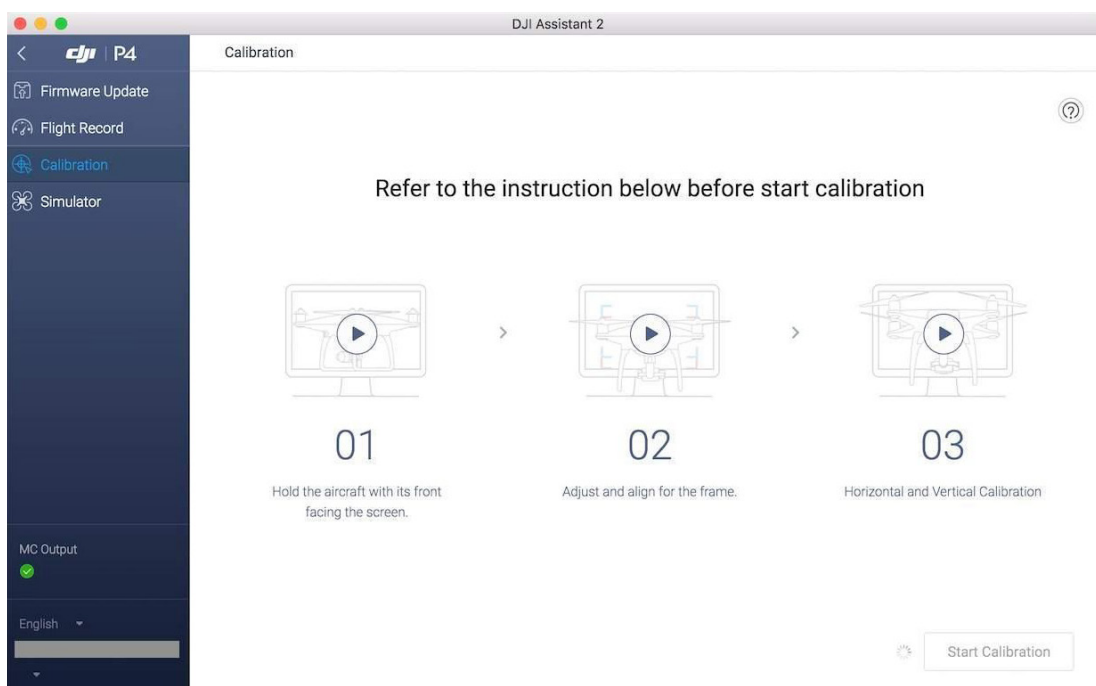 DJI Assistant 2
dji P4
Calibration
Firmware Update
Flight Record
Calibration
Simulator
Refer to the instruction below before start calibration
01
02
03
Hold the aircraft with its front
facing the screen.
Adjust and align for the frame.
Horizontal and Vertical Calibration
MC Output
English
Start Calibration